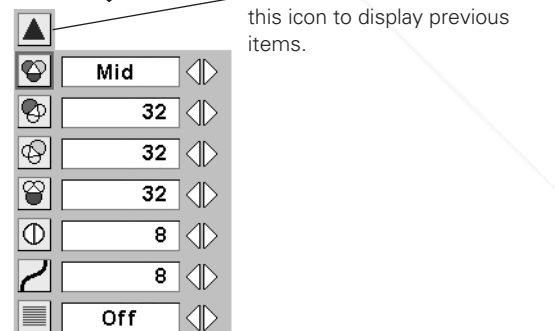 this icon to display previous
items.
Mid
32
32
32
8
8
Off